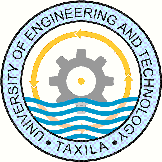 UNIVERSITY OF ENGINEERING AND TECHNOLOGY
• TAXILA •